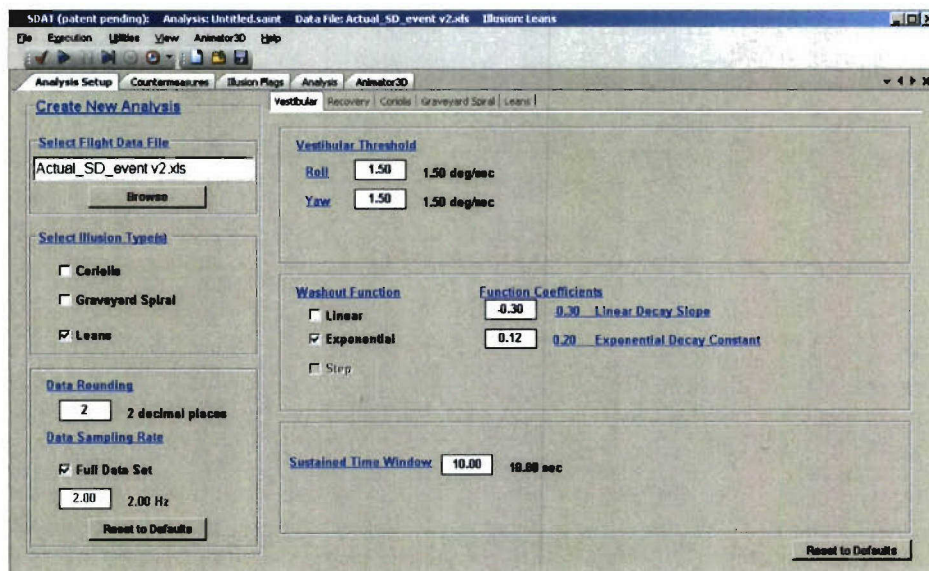 SDAT (patent pending): Analysis: Untitled.saint Data File: Actual_SD_event v2.xls Illusion: Leans
File Execution Utilities View Animator3D Help
Analysis Setup Countermeasures Illusion Flags Analysis Animator3D
Create New Analysis
Select Flight Data File
Actual_SD_event v2.xls
Browse
Select Illusion Type(s)
Coriolis
Graveyard Spiral
Leans
Data Rounding
2 2 decimal places
Data Sampling Rate
Full Data Set
2.00 2.00 Hz
Reset to Defaults
Vestibular Recovery Coriolis Graveyard Spiral Leans
Vestibular Threshold
Roll 1.50 1.50 deg/sec
Yaw 1.50 1.50 deg/sec
Washout Function Function Coefficients
Linear -0.30 0.30 Linear Decay Slope
Exponential 0.12 0.20 Exponential Decay Constant
Step
Sustained Time Window 10.00 sec
Reset to Defaults